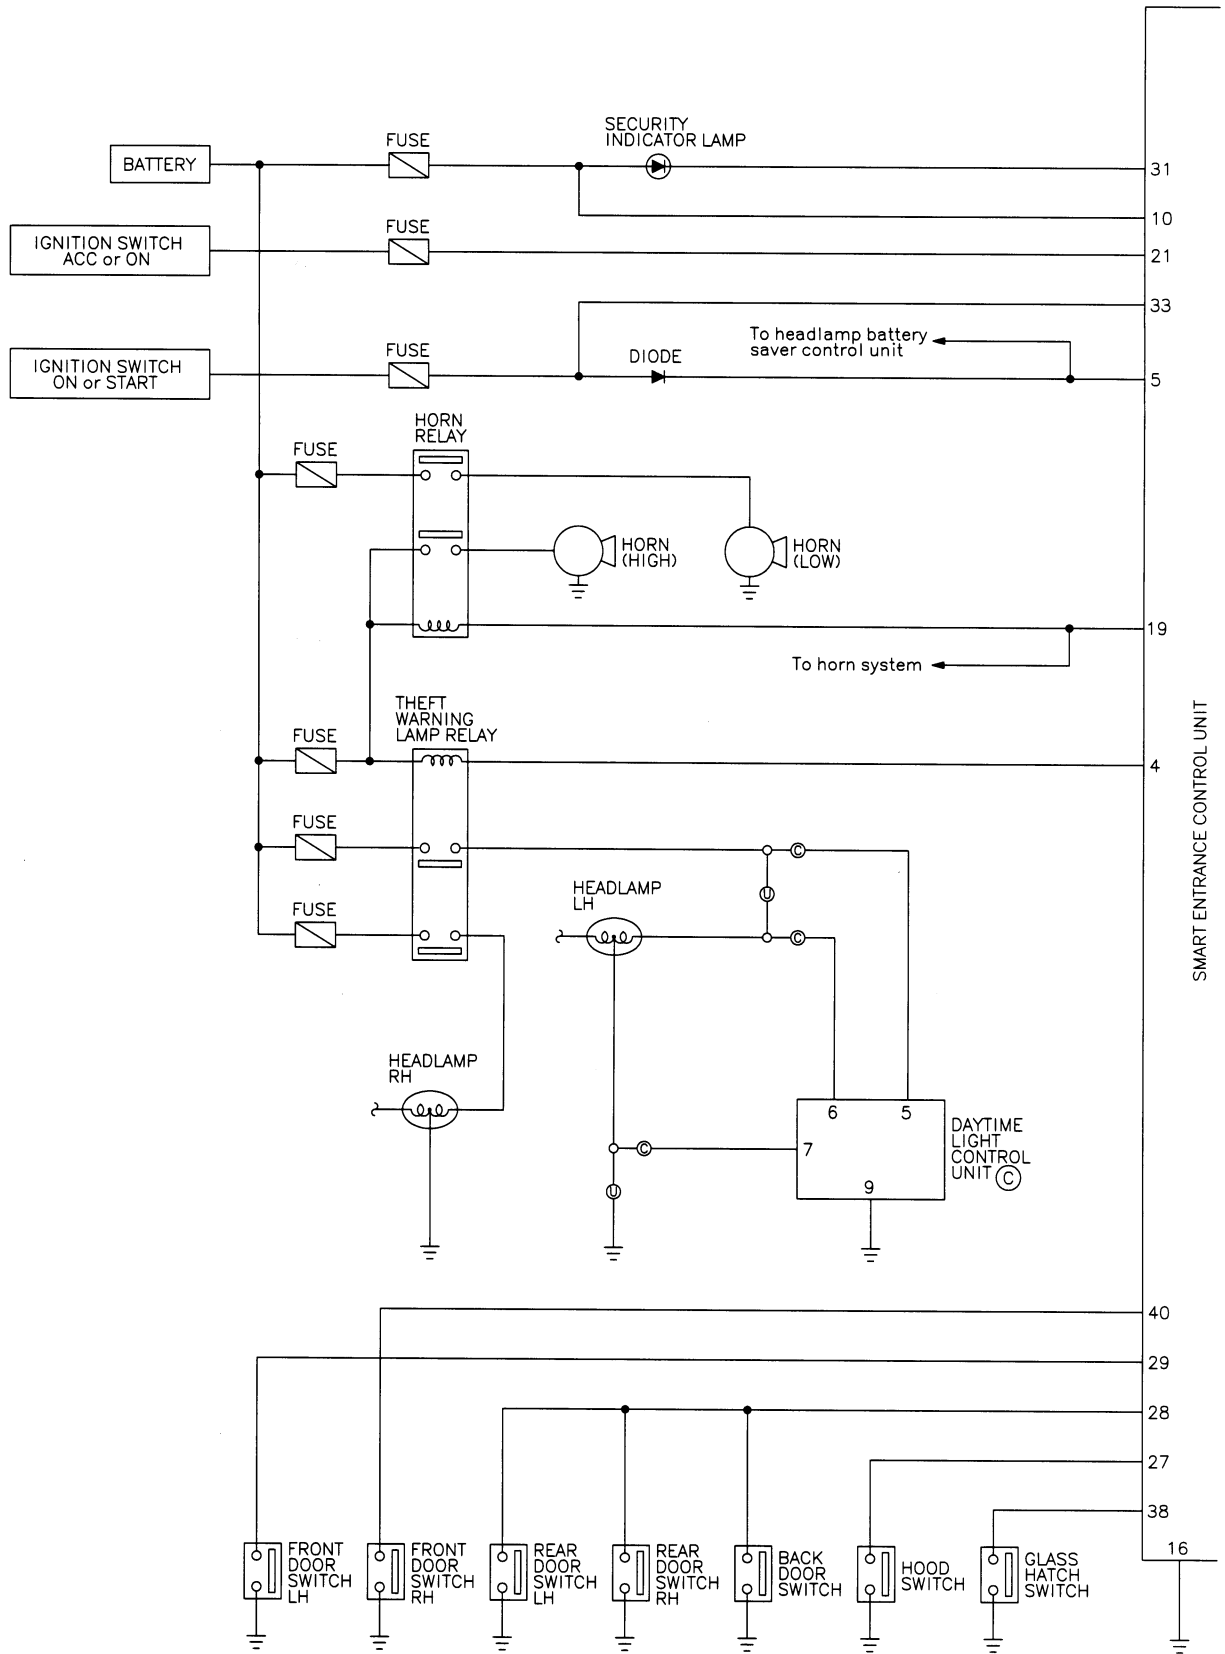 SECURITY
INDICATOR LAMP
FUSE
BATTERY
31
10
FUSE
IGNITION SWITCH
ACC or ON
21
33
To headlamp battery
saver control unit
FUSE
DIODE
IGNITION SWITCH
ON or START
5
HORN
RELAY
FUSE
HORN
(HIGH)
HORN
(LOW)
19
To horn system
THEFT
WARNING
LAMP RELAY
FUSE
4
SMART ENTRANCE CONTROL UNIT
FUSE
C
HEADLAMP
LH
U
FUSE
C
HEADLAMP
RH
6
5
DAYTIME
LIGHT
CONTROL
UNIT C
C
7
U
9
40
29
28
27
38
16
FRONT
DOOR
SWITCH
LH
FRONT
DOOR
SWITCH
RH
REAR
DOOR
SWITCH
LH
REAR
DOOR
SWITCH
RH
BACK
DOOR
SWITCH
HOOD
SWITCH
GLASS
HATCH
SWITCH